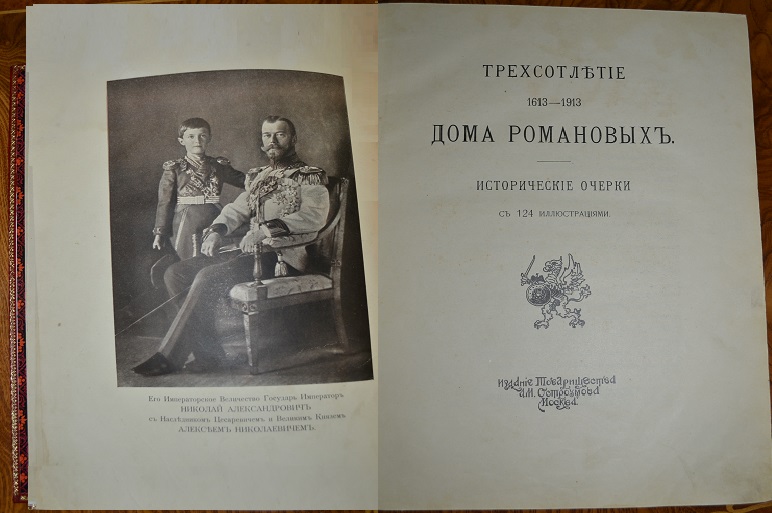 Его Императорское Величество Государь Императоръ
НИКОЛАЙ АЛЕКСАНДРОВИЧЪ
съ Наслѣдникомъ Цесаревичемъ и Великимъ Княземъ
АЛЕКСѢЕМЪ НИКОЛАЕВИЧЕМЪ.
ТРЕХСОТЛѢТІЕ
1613—1913
ДОМА РОМАНОВЫХЪ.
ИСТОРИЧЕСКІЕ ОЧЕРКИ
СЪ 124 ИЛЛЮСТРАЦІЯМИ.
Изданіе Товарищества
И.М. Сотрудникъ
Москва